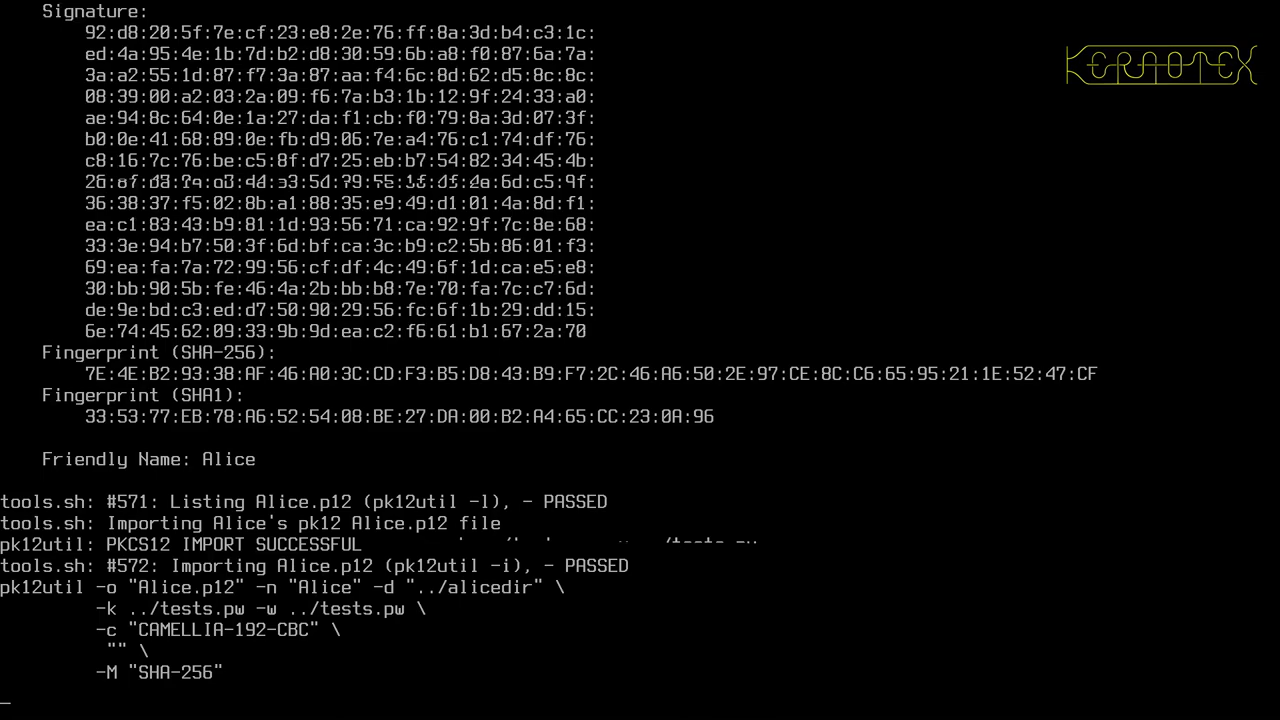 Signature:
92:d8:20:5f:7e:cf:23:e8:2e:76:ff:8a:3d:b4:c3:1c:
ed:4a:95:4e:1b:7d:b2:d8:30:59:6b:a8:f0:87:6a:7a:
3a:a2:55:1d:87:f7:3a:87:aa:f4:6c:8d:62:d5:8c:8c:
08:39:00:a2:03:2a:09:f6:7a:b3:1b:12:9f:24:33:a0:
ae:94:8c:64:0e:1a:27:da:f1:cb:f0:79:8a:3d:07:3f:
b0:0e:41:68:89:0e:fb:d9:06:7e:a4:76:c1:74:df:76:
c8:16:7c:76:be:c5:8f:d7:25:eb:b7:54:82:34:45:4b:
36:38:37:f5:02:8b:a1:88:35:e9:49:d1:01:4a:8d:f1:
ea:c1:83:43:b9:81:1d:93:56:71:ca:92:9f:7c:8e:68:
33:3e:94:b7:50:3f:6d:bf:ca:3c:b9:c2:5b:86:01:f3:
69:ea:fa:7a:72:99:56:cf:df:4c:49:6f:1d:ca:e5:e8:
30:bb:90:5b:fe:46:4a:2b:bb:b8:7e:70:fa:7c:c7:6d:
de:9e:bd:c3:ed:d7:50:90:29:56:fc:6f:1b:29:dd:15:
6e:74:45:62:09:33:9b:9d:ea:c2:f6:61:b1:67:2a:70
Fingerprint (SHA-256):
7E:4E:B2:93:38:AF:46:A0:3C:CD:F3:B5:D8:43:B9:F7:2C:46:A6:50:2E:97:CE:8C:C6:65:95:21:1E:52:47:CF
Fingerprint (SHA1):
33:53:77:EB:78:A6:52:54:08:BE:27:DA:00:B2:A4:65:CC:23:0A:96
Friendly Name: Alice
tools.sh: #571: Listing Alice.p12 (pk12util -l), - PASSED
tools.sh: Importing Alice's pk12 Alice.p12 file
pk12util: PKCS12 IMPORT SUCCESSFUL
tools.sh: #572: Importing Alice.p12 (pk12util -i), - PASSED
pk12util -o "Alice.p12" -n "Alice" -d "../alicedir" \
-k ../tests.pw -w ../tests.pw \
-c "CAMELLIA-192-CBC" \
"" \
-M "SHA-256"
_